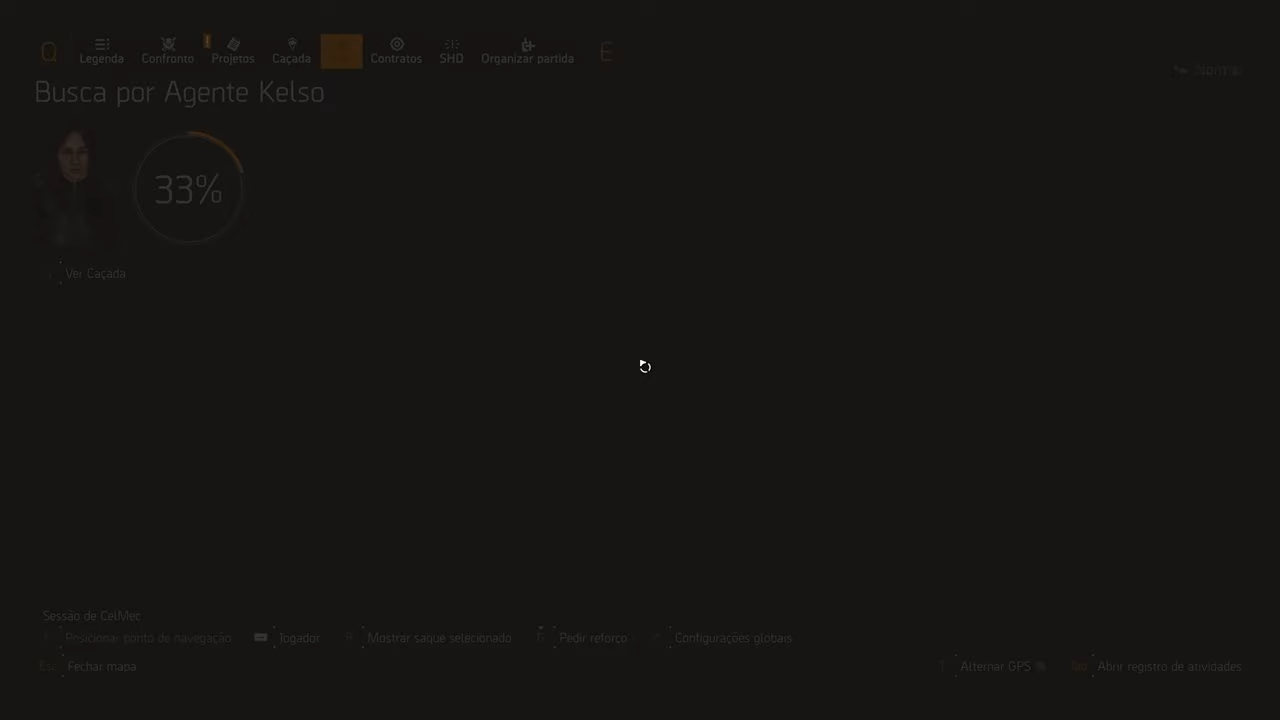 Q
Legenda
Confronto
Projetos
Caçada
Contratos
SHD
Organizar partida
E
Normal
Busca por Agente Kelso
33%
Ver Caçada
Sessão de CelMec
Posicionar ponto de navegação
Jogador
Mostrar saque selecionado
Pedir reforço
Configurações globais
Esc
Fechar mapa
Alternar GPS
Abrir registro de atividades